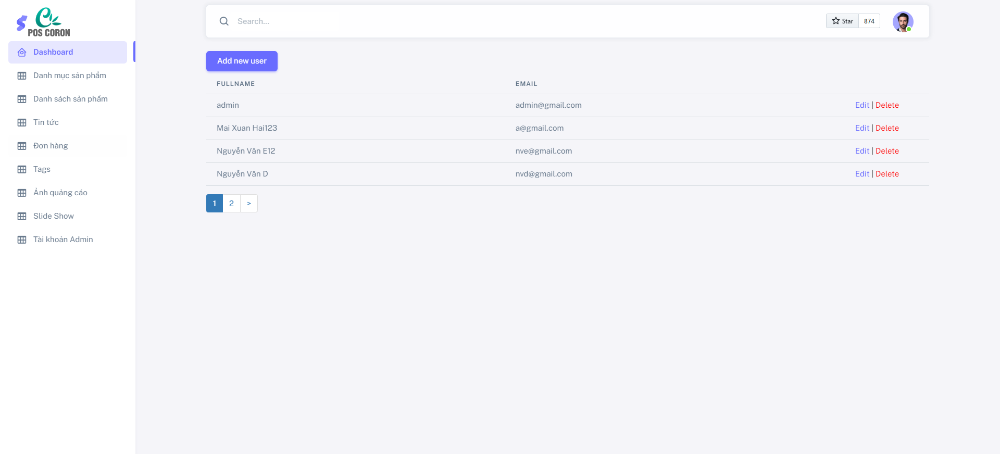 POS CORON
Dashboard
Danh mục sản phẩm
Danh sách sản phẩm
Tin tức
Đơn hàng
Tags
Ảnh quảng cáo
Slide Show
Tài khoản Admin
Search...
Star 874
Add new user
FULLNAME EMAIL
admin admin@gmail.com Edit | Delete
Mai Xuan Hai123 a@gmail.com Edit | Delete
Nguyễn Văn E12 nve@gmail.com Edit | Delete
Nguyễn Văn D nvd@gmail.com Edit | Delete
1 2 >